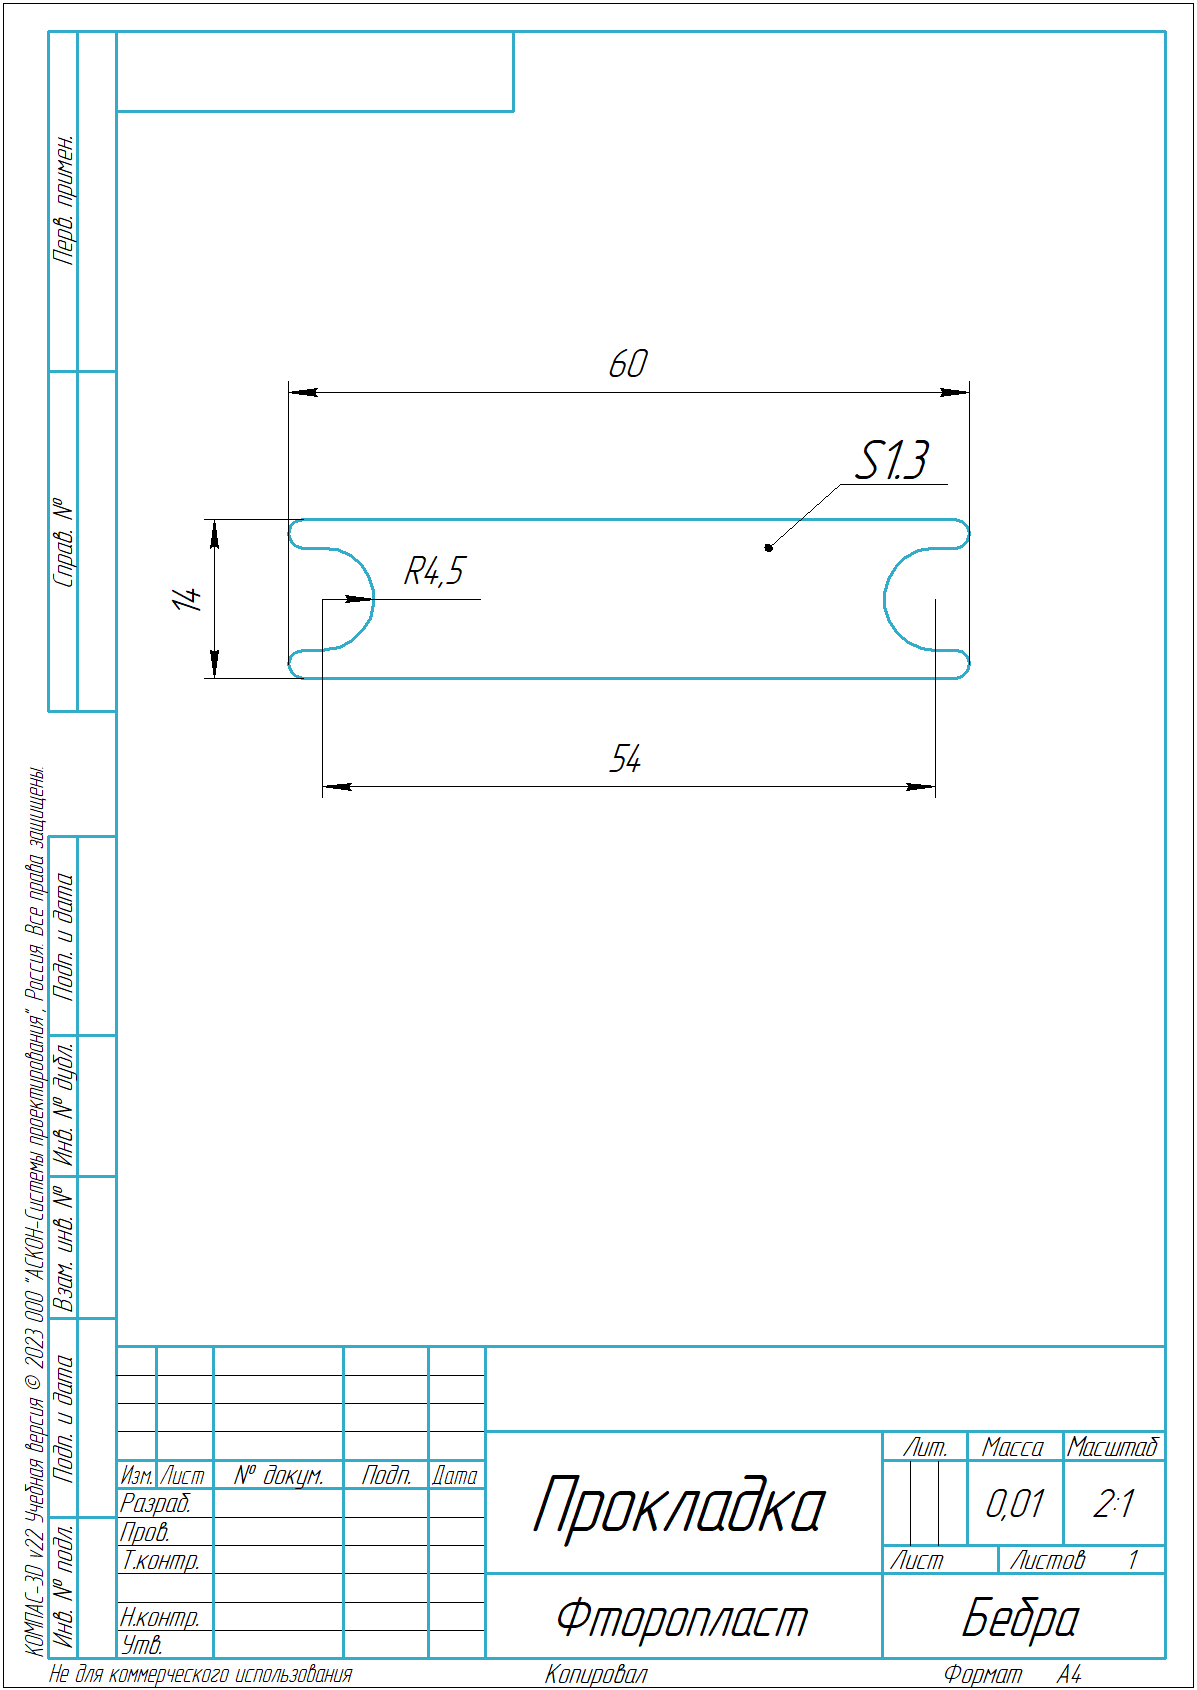 Перв. примен.
Справ. №
60
S1.3
14
R4,5
54
КОМПАС-3D v22 Учебная версия © 2023 ООО "АСКОН-Системы проектирования", Россия. Все права защищены.
Подп. и дата
Инв. № дубл.
Взам. инв. №
Подп. и дата
Инв. № подл.
Изм. Лист № докум. Подп. Дата
Разраб.
Пров.
Т.контр.
Н.контр.
Утв.
Прокладка
Фторопласт
Лит. Масса Масштаб
0,01 2:1
Лист Листов 1
Бебра
Не для коммерческого использования Копировал Формат А4